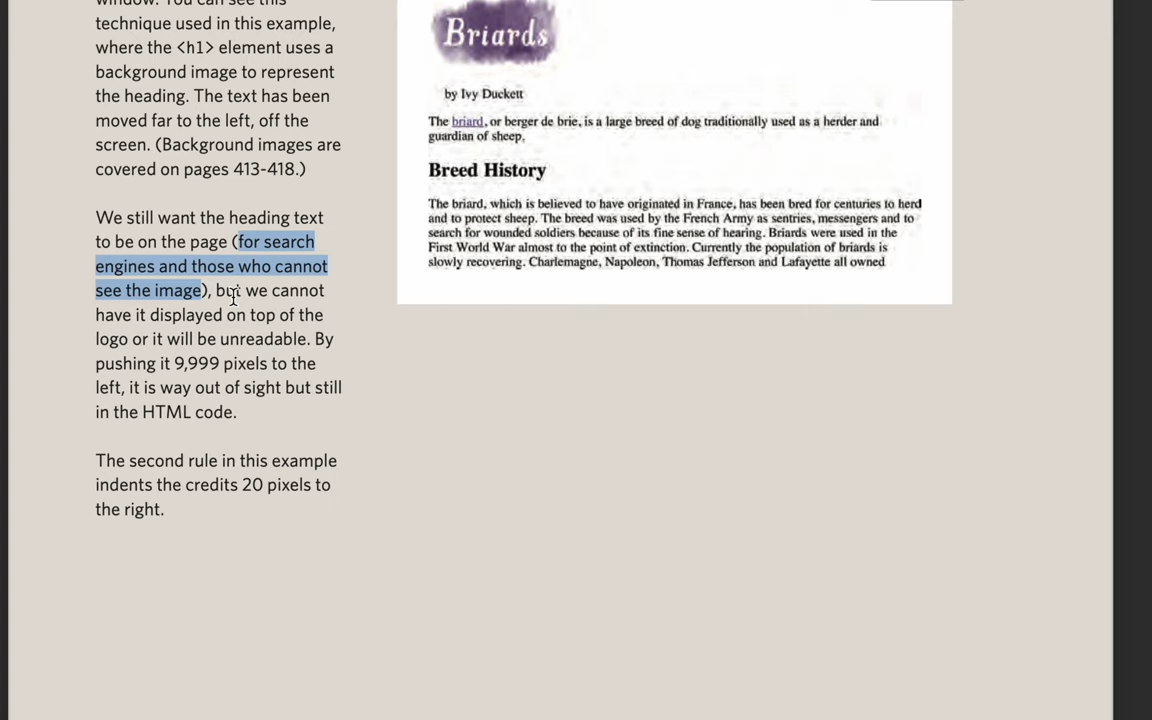 window. You can see this
technique used in this example,
where the <h1> element uses a
background image to represent
the heading. The text has been
moved far to the left, off the
screen. (Background images are
covered on pages 413-418.)
We still want the heading text
to be on the page (for search
engines and those who cannot
see the image), but we cannot
have it displayed on top of the
logo or it will be unreadable. By
pushing it 9,999 pixels to the
left, it is way out of sight but still
in the HTML code.
The second rule in this example
indents the credits 20 pixels to
the right.
Briards
by Ivy Duckett
The briard, or berger de brie, is a large breed of dog traditionally used as a herder and
guardian of sheep.
Breed History
The briard, which is believed to have originated in France, has been bred for centuries to herd
and to protect sheep. The breed was used by the French Army as sentries, messengers and to
search for wounded soldiers because of its fine sense of hearing. Briards were used in the
First World War almost to the point of extinction. Currently the population of briards is
slowly recovering. Charlemagne, Napoleon, Thomas Jefferson and Lafayette all owned